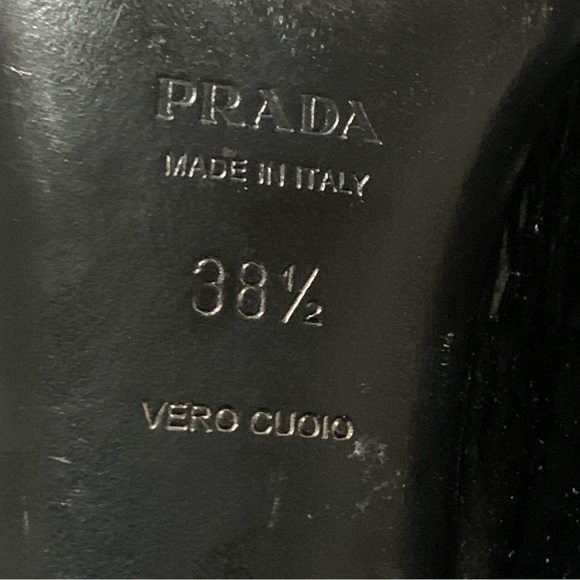 PRADA
MADE IN ITALY
38½
VERO CUOIO